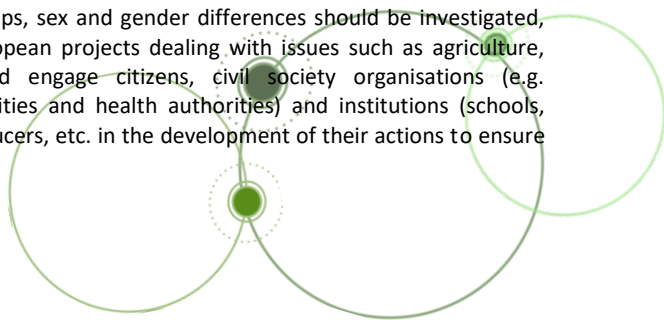 ps, sex and gender differences should be investigated,
opean projects dealing with issues such as agriculture,
d engage citizens, civil society organisations (e.g.
ities and health authorities) and institutions (schools,
ucers, etc. in the development of their actions to ensure